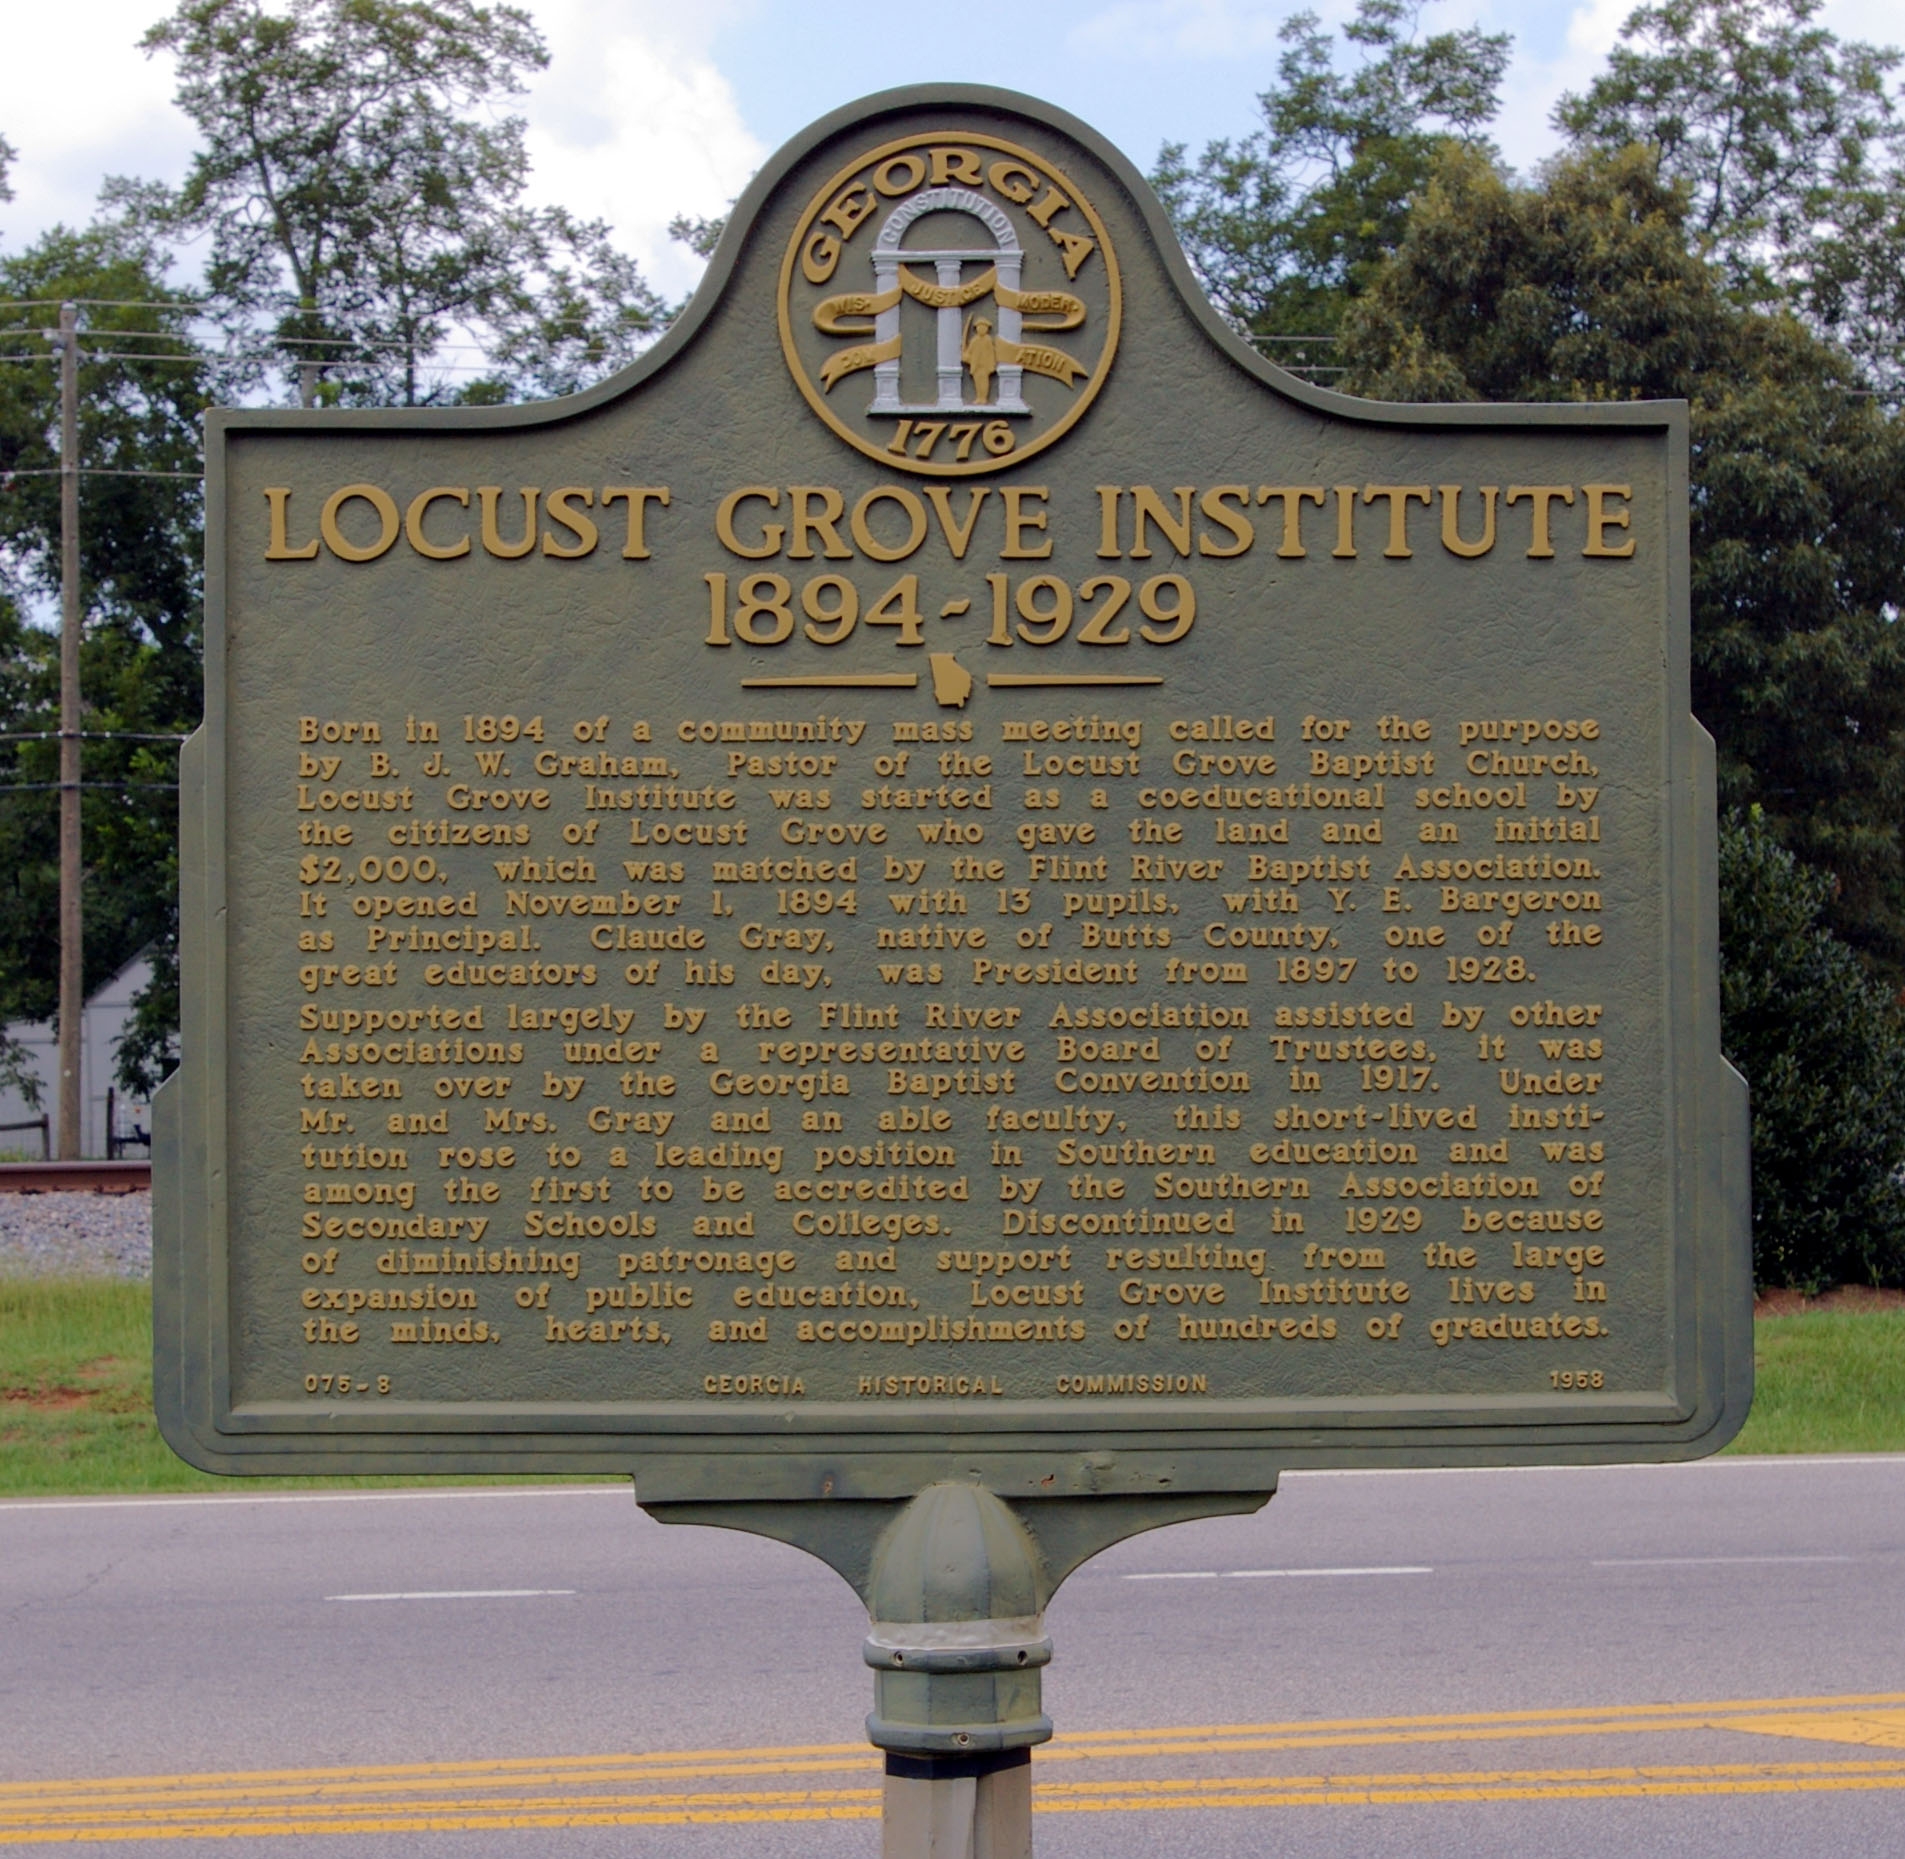 GEORGIA
CONSTITUTION
WIS- JUSTICE MODER-
DOM ATION
1776
LOCUST GROVE INSTITUTE
1894-1929
Born in 1894 of a community mass meeting called for the purpose
by B. J. W. Graham, Pastor of the Locust Grove Baptist Church,
Locust Grove Institute was started as a coeducational school by
the citizens of Locust Grove who gave the land and an initial
$2,000, which was matched by the Flint River Baptist Association.
It opened November 1, 1894 with 13 pupils, with Y. E. Bargeron
as Principal. Claude Gray, native of Butts County, one of the
great educators of his day, was President from 1897 to 1928.
Supported largely by the Flint River Association assisted by other
Associations under a representative Board of Trustees, it was
taken over by the Georgia Baptist Convention in 1917. Under
Mr. and Mrs. Gray and an able faculty, this short-lived insti-
tution rose to a leading position in Southern education and was
among the first to be accredited by the Southern Association of
Secondary Schools and Colleges. Discontinued in 1929 because
of diminishing patronage and support resulting from the large
expansion of public education, Locust Grove Institute lives in
the minds, hearts, and accomplishments of hundreds of graduates.
075-8 GEORGIA HISTORICAL COMMISSION 1958